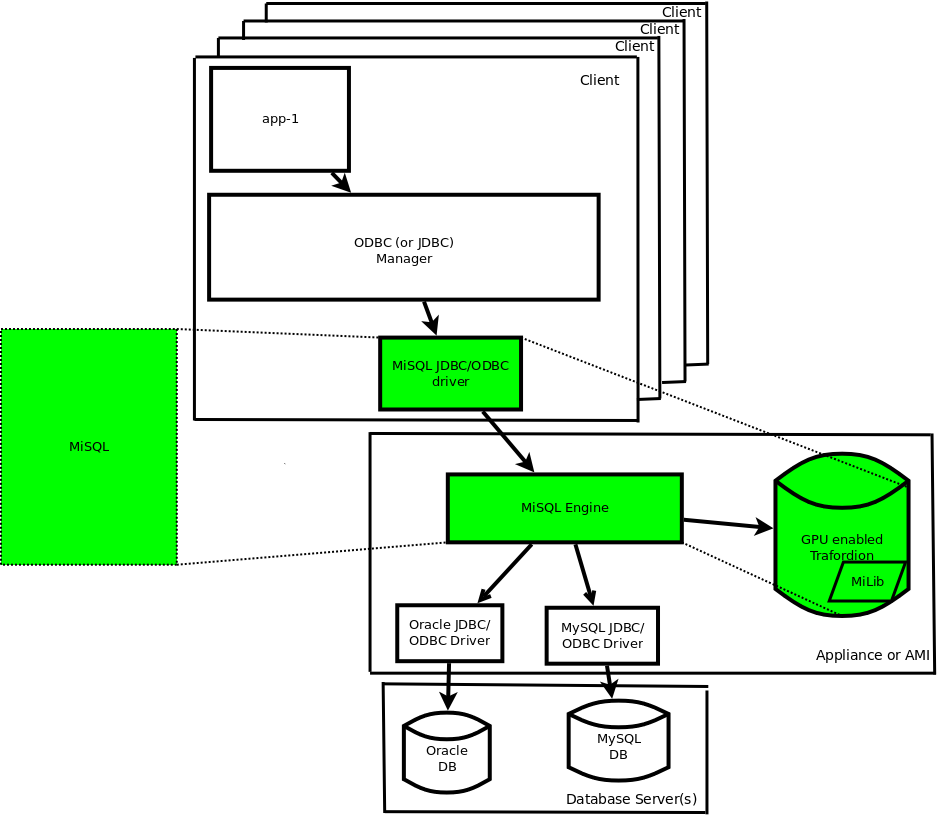 Client
Client
Client
Client
app-1
ODBC (or JDBC)
Manager
MiSQL JDBC/ODBC
driver
MiSQL
MiSQL Engine
GPU enabled
Trafordion
MiLib
Oracle JDBC/
ODBC Driver
MySQL JDBC/
ODBC Driver
Appliance or AMI
Oracle
DB
MySQL
DB
Database Server(s)